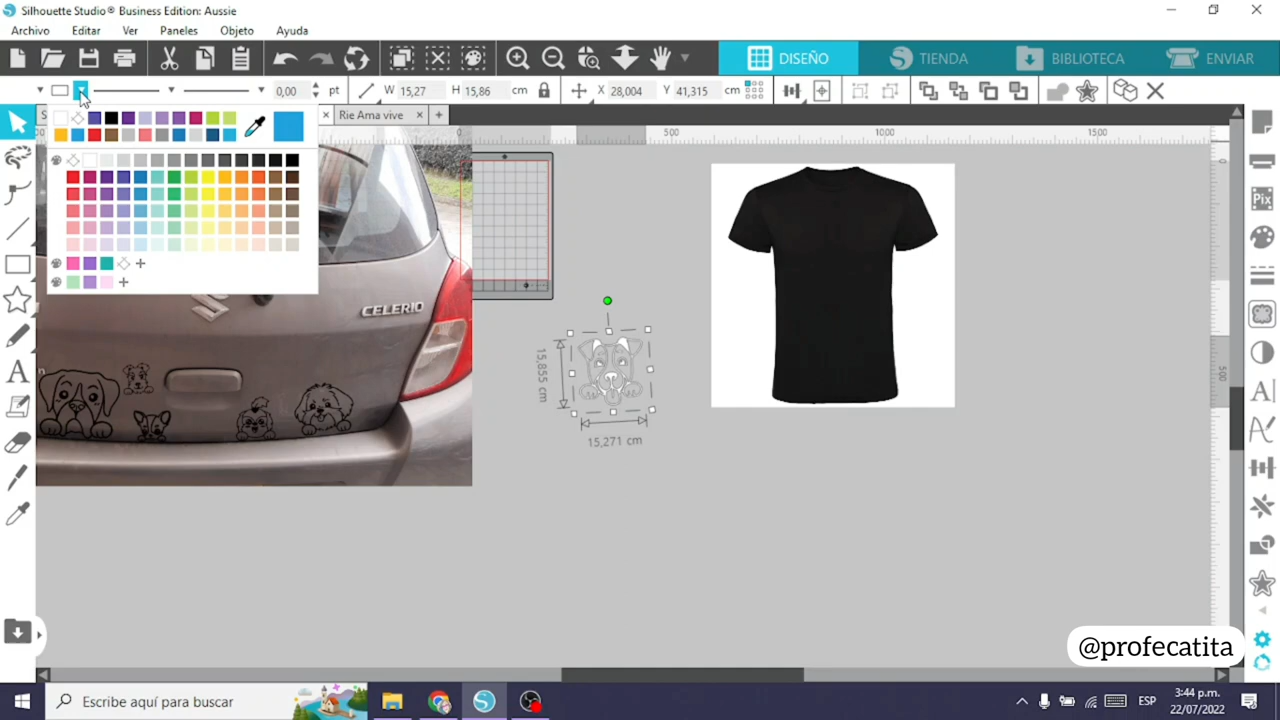 Silhouette Studio® Business Edition: Aussie
Archivo Editar Ver Paneles Objeto Ayuda
DISEÑO TIENDA BIBLIOTECA ENVIAR
0,00 pt W 15,27 H 15,86 cm X 28,004 Y 41,315 cm
S × Rie Ama vive × +
0 500 1000 1500
500
CELERIO
15,855 cm
15,271 cm
@profecatita
Escribe aquí para buscar
ESP
3:44 p.m.
22/07/2022